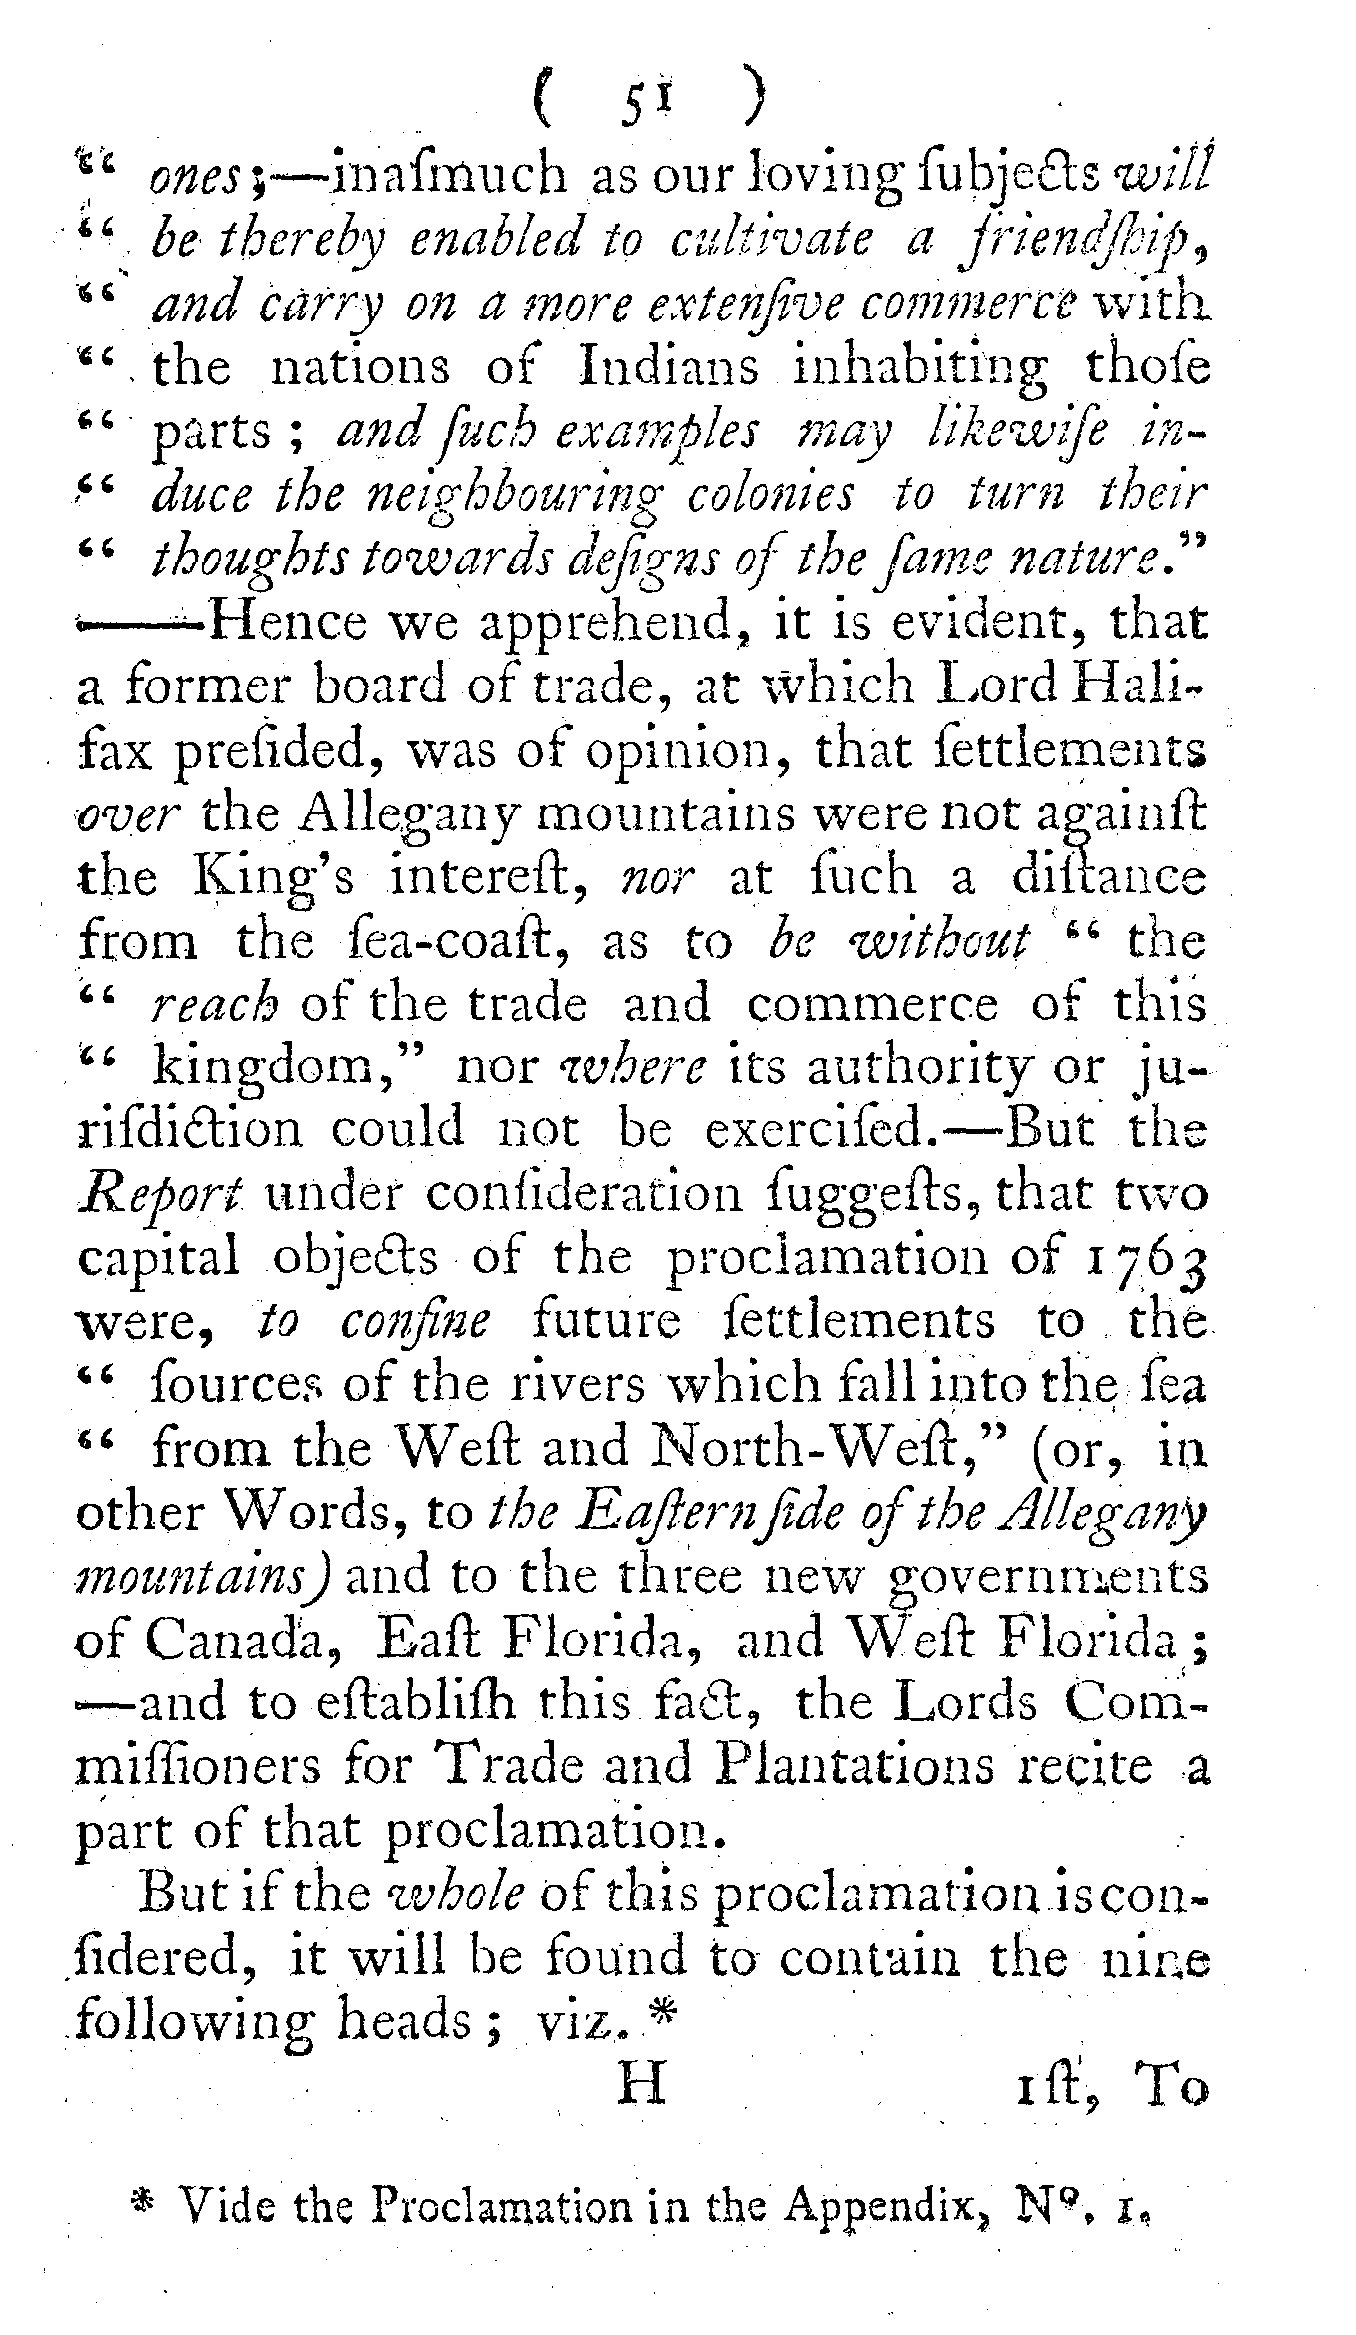 ( 51 )
“ ones;—inaſmuch as our loving ſubjects will
“ be thereby enabled to cultivate a friendſhip,
“ and carry on a more extenſive commerce with
“ the nations of Indians inhabiting thoſe
“ parts ; and ſuch examples may likewiſe in-
“ duce the neighbouring colonies to turn their
“ thoughts towards deſigns of the ſame nature.”
——Hence we apprehend, it is evident, that
a former board of trade, at which Lord Hali-
fax preſided, was of opinion, that ſettlements
over the Allegany mountains were not againſt
the King’s intereſt, nor at ſuch a diſtance
from the ſea-coaſt, as to be without “ the
“ reach of the trade and commerce of this
“ kingdom,” nor where its authority or ju-
riſdiction could not be exerciſed.—But the
Report under conſideration ſuggeſts, that two
capital objects of the proclamation of 1763
were, to confine future ſettlements to the
“ ſources of the rivers which fall into the ſea
“ from the Weſt and North-Weſt,” (or, in
other Words, to the Eaſtern ſide of the Allegany
mountains) and to the three new governments
of Canada, Eaſt Florida, and Weſt Florida ;
—and to eſtabliſh this fact, the Lords Com-
miſſioners for Trade and Plantations recite a
part of that proclamation.
But if the whole of this proclamation is con-
ſidered, it will be found to contain the nine
following heads ; viz. *
H 1ſt, To
* Vide the Proclamation in the Appendix, Nº. 1.